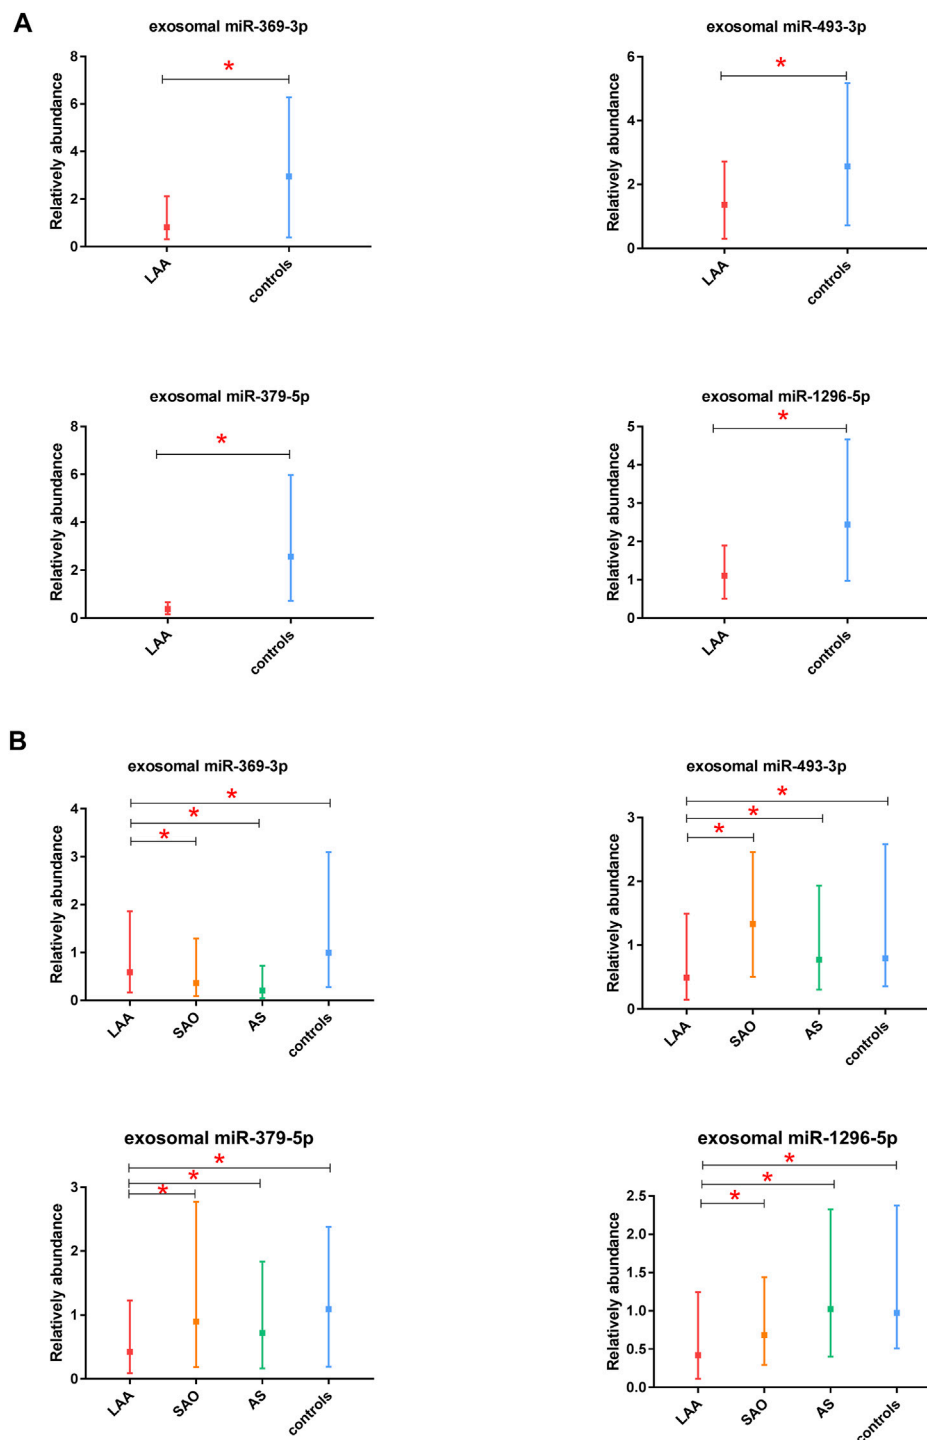 A
exosomal miR-369-3p
Relatively abundance
8
6
4
2
0
*
LAA
controls
exosomal miR-493-3p
Relatively abundance
6
4
2
0
*
LAA
controls
exosomal miR-379-5p
Relatively abundance
8
6
4
2
0
*
LAA
controls
exosomal miR-1296-5p
Relatively abundance
5
4
3
2
1
0
*
LAA
controls
B
exosomal miR-369-3p
Relatively abundance
4
3
2
1
0
*
*
*
LAA
SAO
AS
controls
exosomal miR-493-3p
Relatively abundance
3
2
1
0
*
*
*
LAA
SAO
AS
controls
exosomal miR-379-5p
Relatively abundance
3
2
1
0
*
*
*
LAA
SAO
AS
controls
exosomal miR-1296-5p
Relatively abundance
2.5
2.0
1.5
1.0
0.5
0.0
*
*
*
LAA
SAO
AS
controls